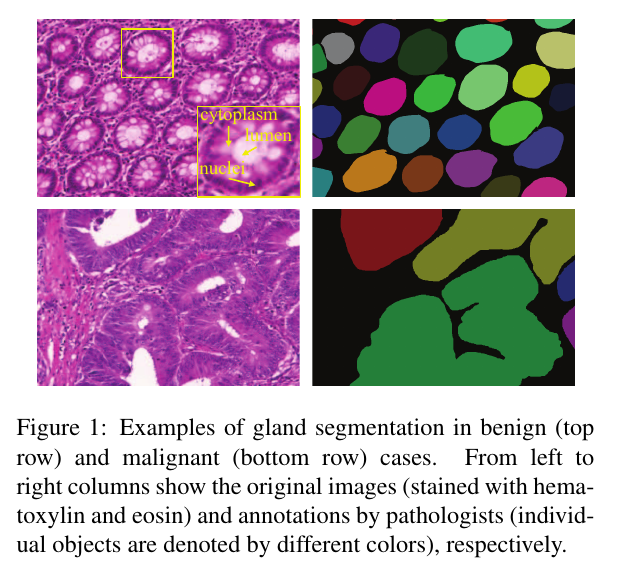 cytoplasm
lumen
nuclei
Figure 1: Examples of gland segmentation in benign (top
row) and malignant (bottom row) cases. From left to
right columns show the original images (stained with hema-
toxylin and eosin) and annotations by pathologists (individ-
ual objects are denoted by different colors), respectively.